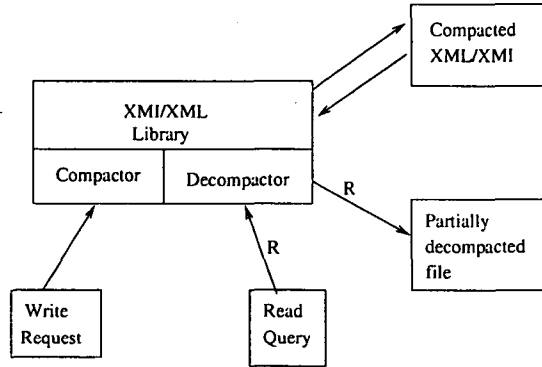 Compacted
XML/XMI
XMI/XML
Library
Compactor
Decompactor
R
Partially
decompacted
file
R
Write
Request
Read
Query